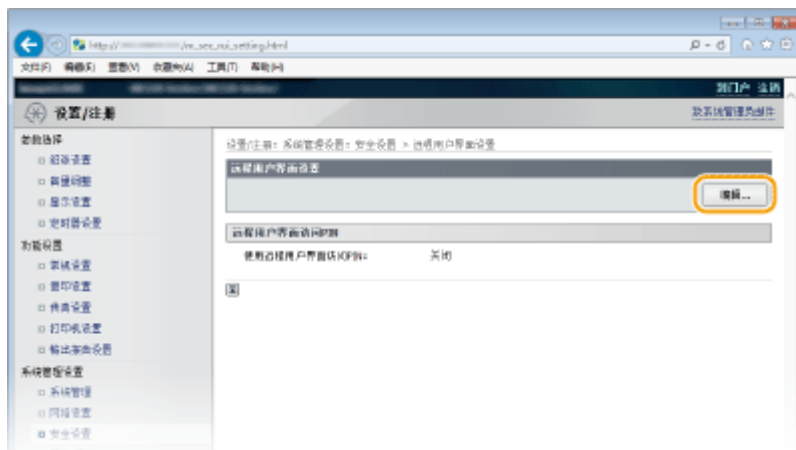 /m_sec_rui_setting.html
文件(F) 编辑(E) 查看(V) 收藏夹(A) 工具(T) 帮助(H)
到门户 注销
设置/注册
致系统管理员邮件
参数选择
纸张设置
音量调整
显示设置
定时器设置
功能设置
常规设置
复印设置
传真设置
打印机设置
输出报告设置
系统管理设置
系统管理
网络设置
安全设置
设置/注册: 系统管理设置: 安全设置 > 远程用户界面设置
远程用户界面设置
编辑...
远程用户界面访问PIN
使用远程用户界面访问PIN: 关闭